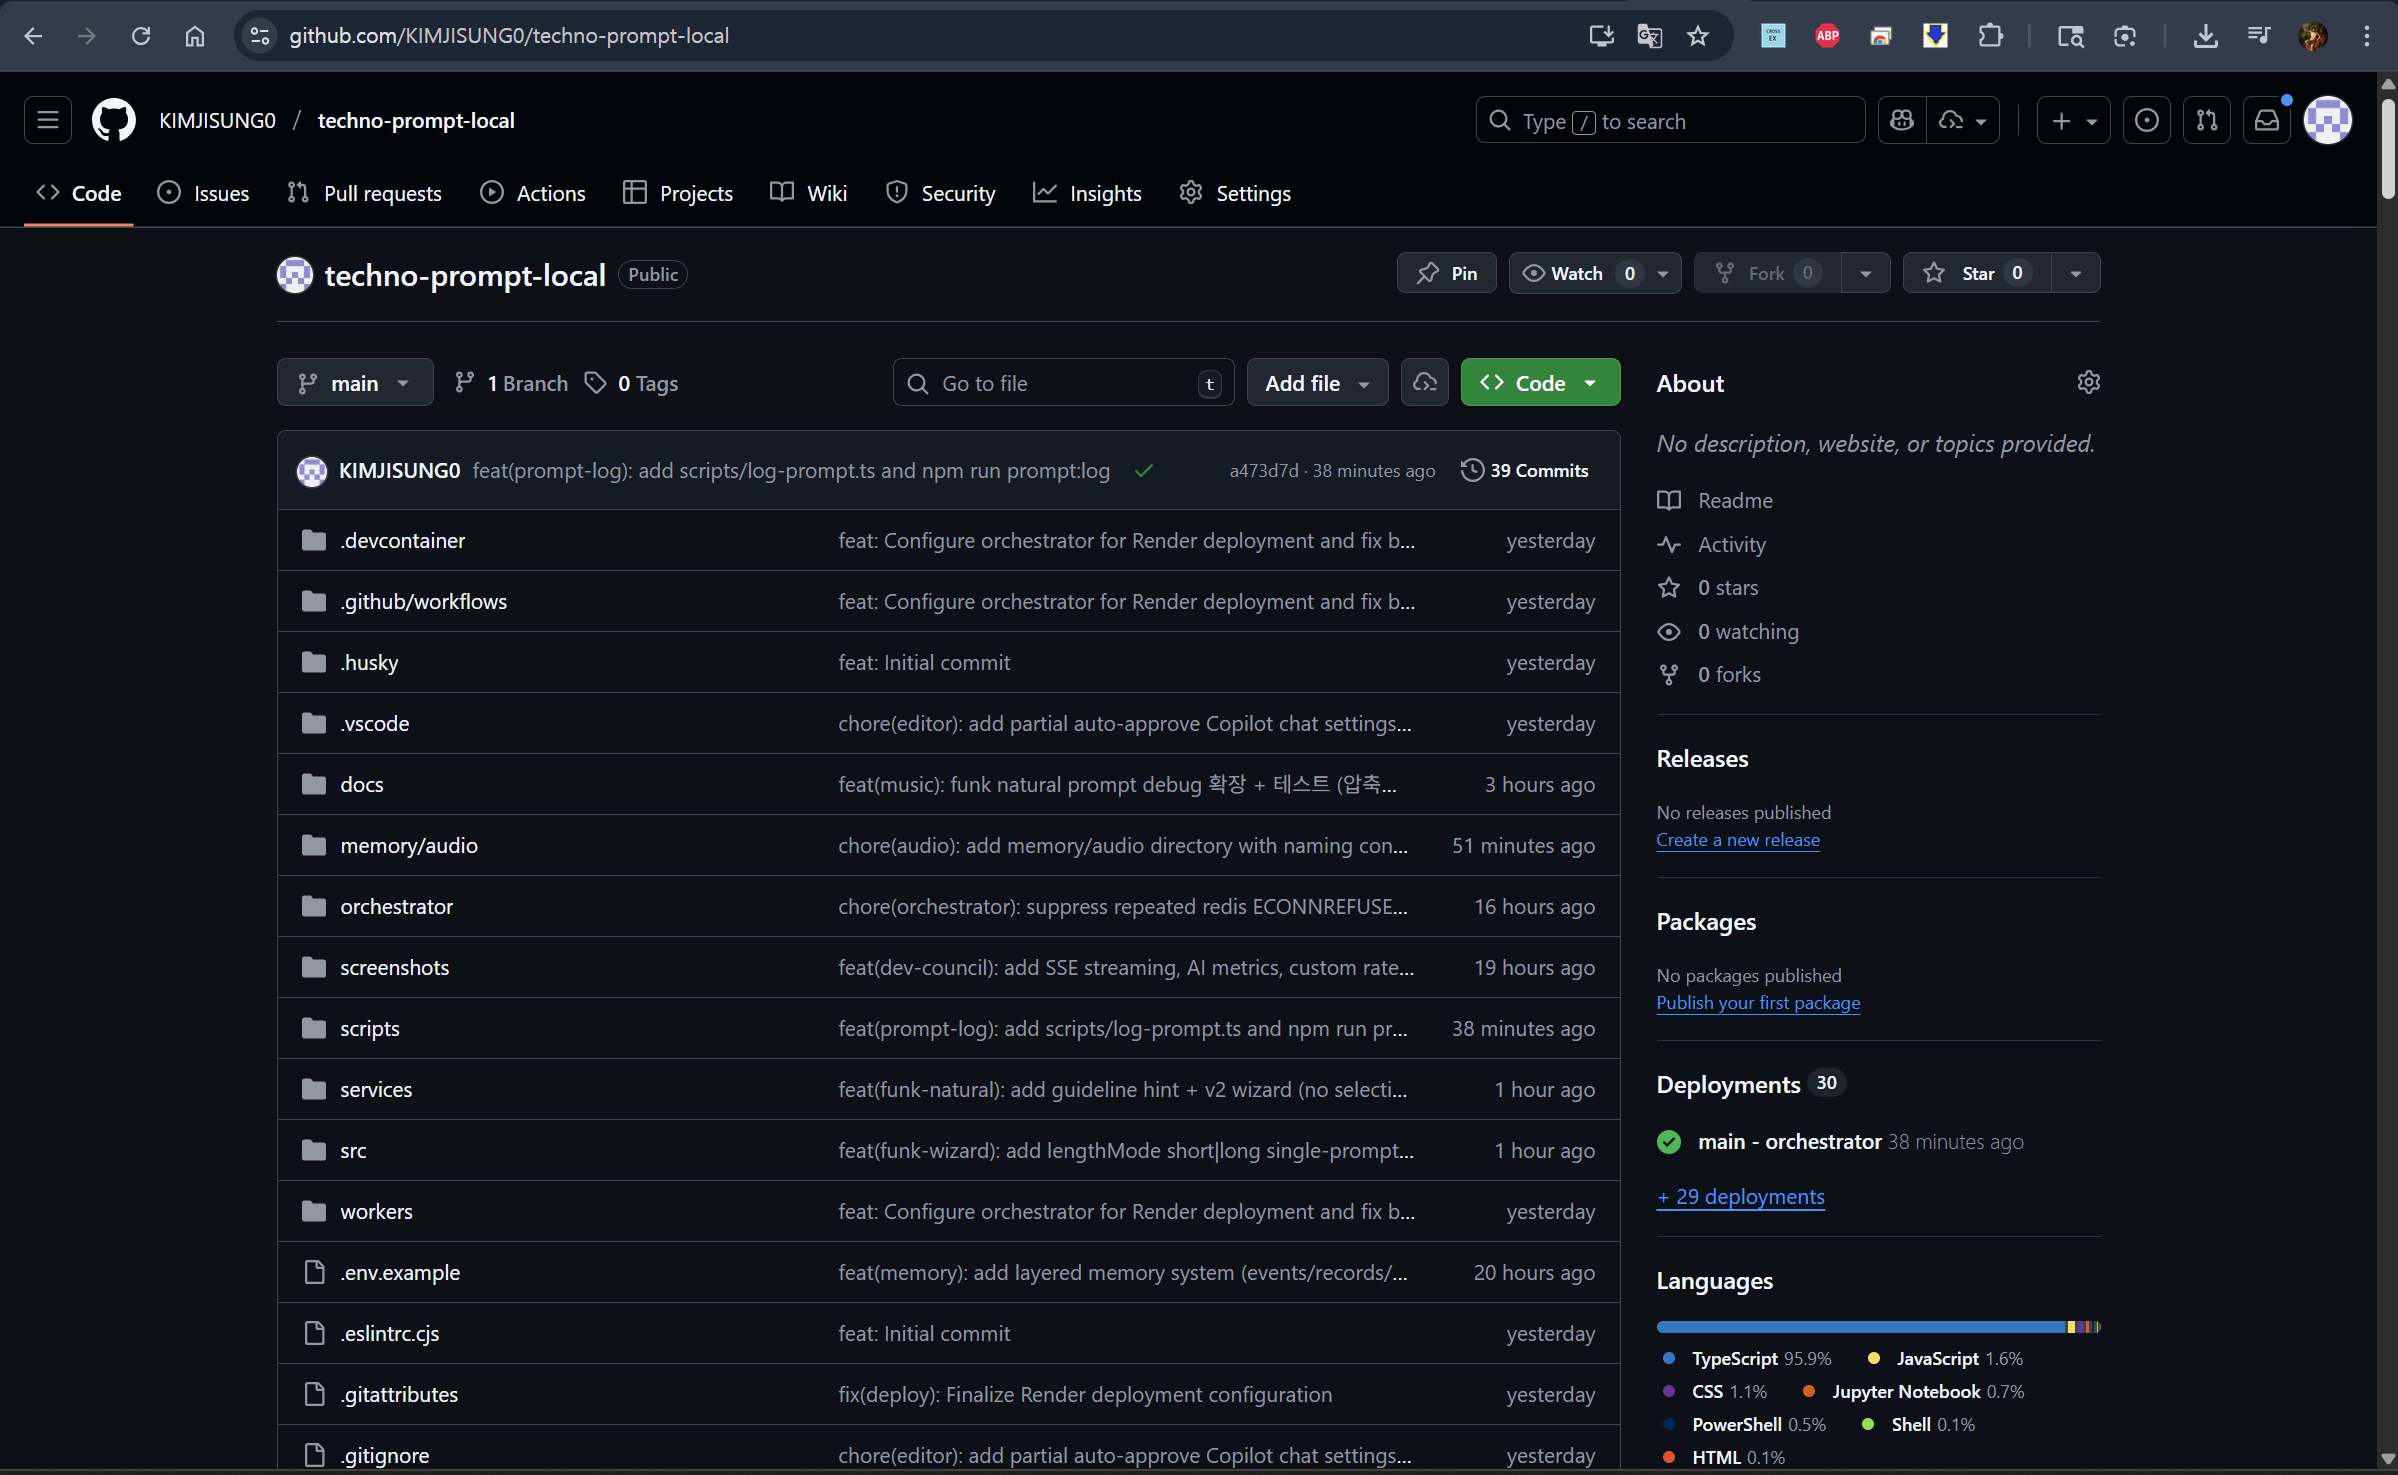 github.com/KIMJISUNG0/techno-prompt-local
CROSS EX
ABP
KIMJISUNG0 / techno-prompt-local
Type / to search
Code
Issues
Pull requests
Actions
Projects
Wiki
Security
Insights
Settings
techno-prompt-local Public
Pin
Watch 0
Fork 0
Star 0
main
1 Branch
0 Tags
Go to file t
Add file
Code
KIMJISUNG0 feat(prompt-log): add scripts/log-prompt.ts and npm run prompt:log a473d7d · 38 minutes ago 39 Commits
.devcontainer feat: Configure orchestrator for Render deployment and fix b... yesterday
.github/workflows feat: Configure orchestrator for Render deployment and fix b... yesterday
.husky feat: Initial commit yesterday
.vscode chore(editor): add partial auto-approve Copilot chat settings... yesterday
docs feat(music): funk natural prompt debug 확장 + 테스트 (압축... 3 hours ago
memory/audio chore(audio): add memory/audio directory with naming con... 51 minutes ago
orchestrator chore(orchestrator): suppress repeated redis ECONNREFUSE... 16 hours ago
screenshots feat(dev-council): add SSE streaming, AI metrics, custom rate... 19 hours ago
scripts feat(prompt-log): add scripts/log-prompt.ts and npm run pr... 38 minutes ago
services feat(funk-natural): add guideline hint + v2 wizard (no selecti... 1 hour ago
src feat(funk-wizard): add lengthMode short|long single-prompt... 1 hour ago
workers feat: Configure orchestrator for Render deployment and fix b... yesterday
.env.example feat(memory): add layered memory system (events/records/... 20 hours ago
.eslintrc.cjs feat: Initial commit yesterday
.gitattributes fix(deploy): Finalize Render deployment configuration yesterday
.gitignore chore(editor): add partial auto-approve Copilot chat settings... yesterday
About
No description, website, or topics provided.
Readme
Activity
0 stars
0 watching
0 forks
Releases
No releases published
Create a new release
Packages
No packages published
Publish your first package
Deployments 30
main - orchestrator 38 minutes ago
+ 29 deployments
Languages
TypeScript 95.9% JavaScript 1.6%
CSS 1.1% Jupyter Notebook 0.7%
PowerShell 0.5% Shell 0.1%
HTML 0.1%